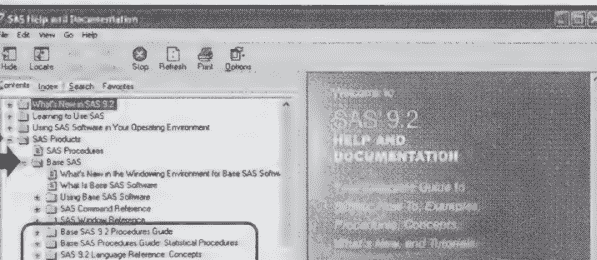 SAS Help and Documentation
File Edit View Go Help
Hide Locate Stop Refresh Print Options
Contents Index Search Favorites
What's New in SAS 9.2
Learning to Use SAS
Using SAS Software in Your Operating Environment
SAS Products
SAS Procedures
Base SAS
What's New in the Windowing Environment for Base SAS Softw
What Is Base SAS Software
Using Base SAS Software
SAS Command Reference
SAS Window Reference
Base SAS 9.2 Procedures Guide
Base SAS Procedures Guide: Statistical Procedures
SAS 9.2 Language Reference: Concepts
Welcome to
SAS 9.2
HELP AND
DOCUMENTATION
Guide to
How To, Examples
Procedures, Concepts,
What's New, and Tutorials